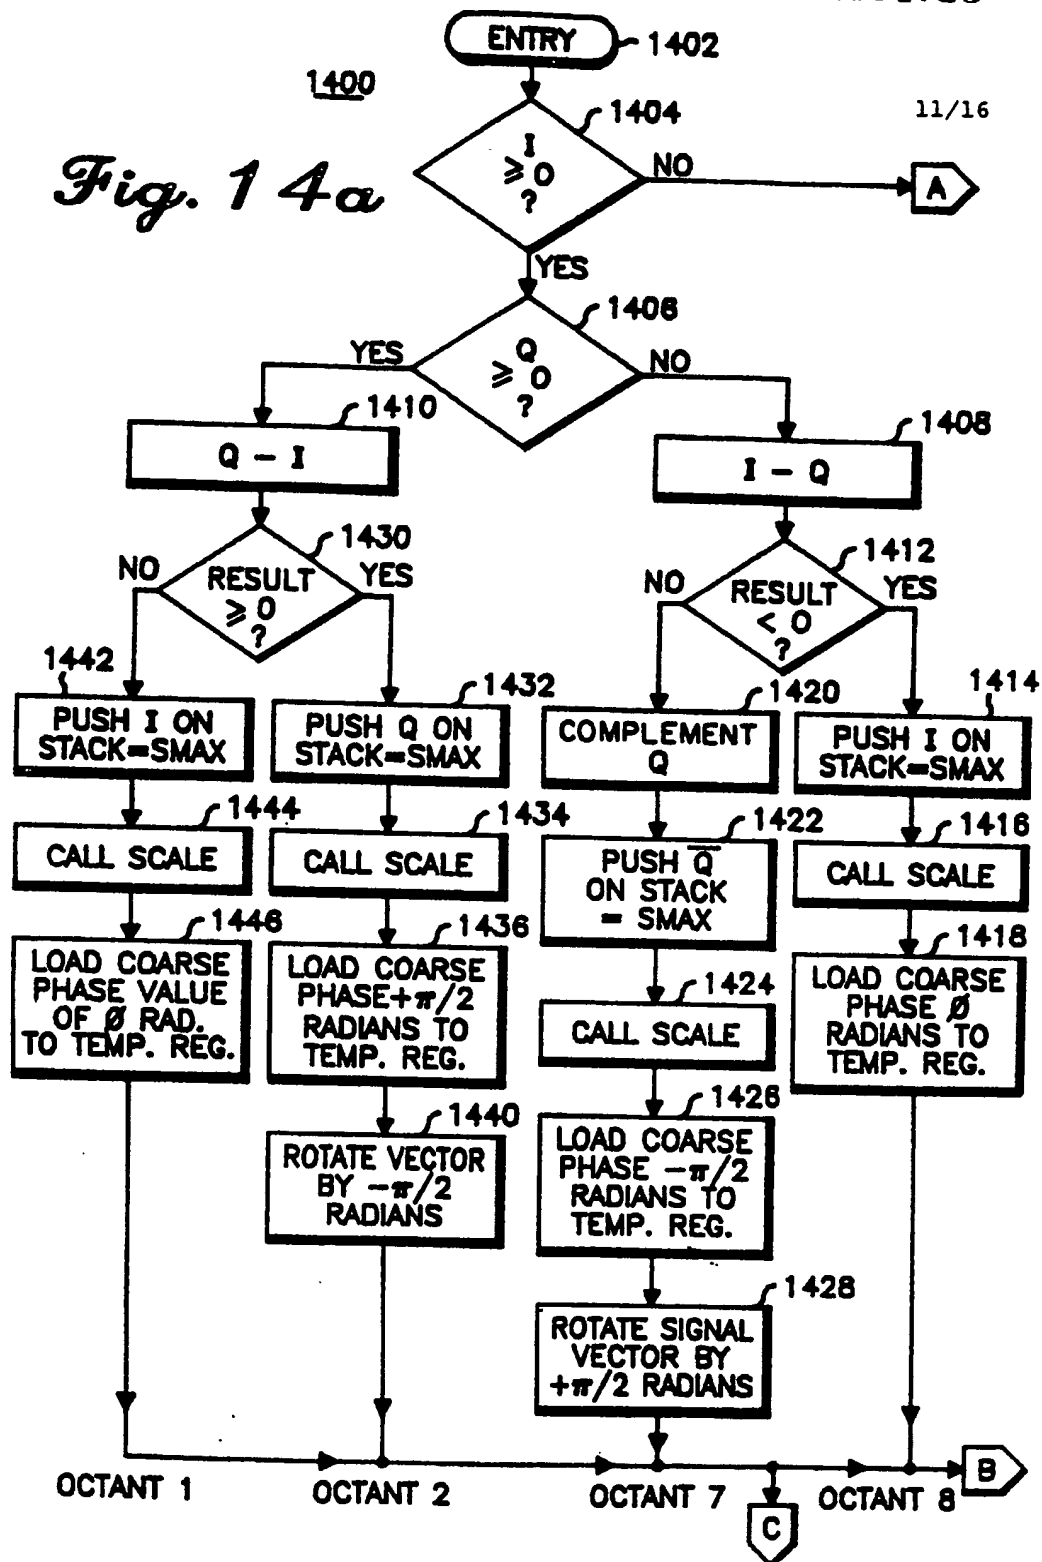 ENTRY
1402
1400
1404
11/16
Fig. 14a
I
≥ 0
?
NO
A
YES
1406
YES
Q
≥ 0
?
NO
1410
1408
Q - I
I - Q
1430
1412
NO
RESULT
≥ 0
?
YES
NO
RESULT
< 0
?
YES
1442
1432
1420
1414
PUSH I ON
STACK=SMAX
PUSH Q ON
STACK=SMAX
COMPLEMENT
Q
PUSH I ON
STACK=SMAX
1444
1434
1422
1416
CALL SCALE
CALL SCALE
PUSH Q̅
ON STACK
= SMAX
CALL SCALE
1446
1436
1424
1418
LOAD COARSE
PHASE VALUE
OF Ø RAD.
TO TEMP. REG.
LOAD COARSE
PHASE+π/2
RADIANS TO
TEMP. REG.
CALL SCALE
LOAD COARSE
PHASE Ø
RADIANS TO
TEMP. REG.
1440
1426
ROTATE VECTOR
BY -π/2
RADIANS
LOAD COARSE
PHASE -π/2
RADIANS TO
TEMP. REG.
1428
ROTATE SIGNAL
VECTOR BY
+π/2 RADIANS
B
OCTANT 1
OCTANT 2
OCTANT 7
OCTANT 8
C